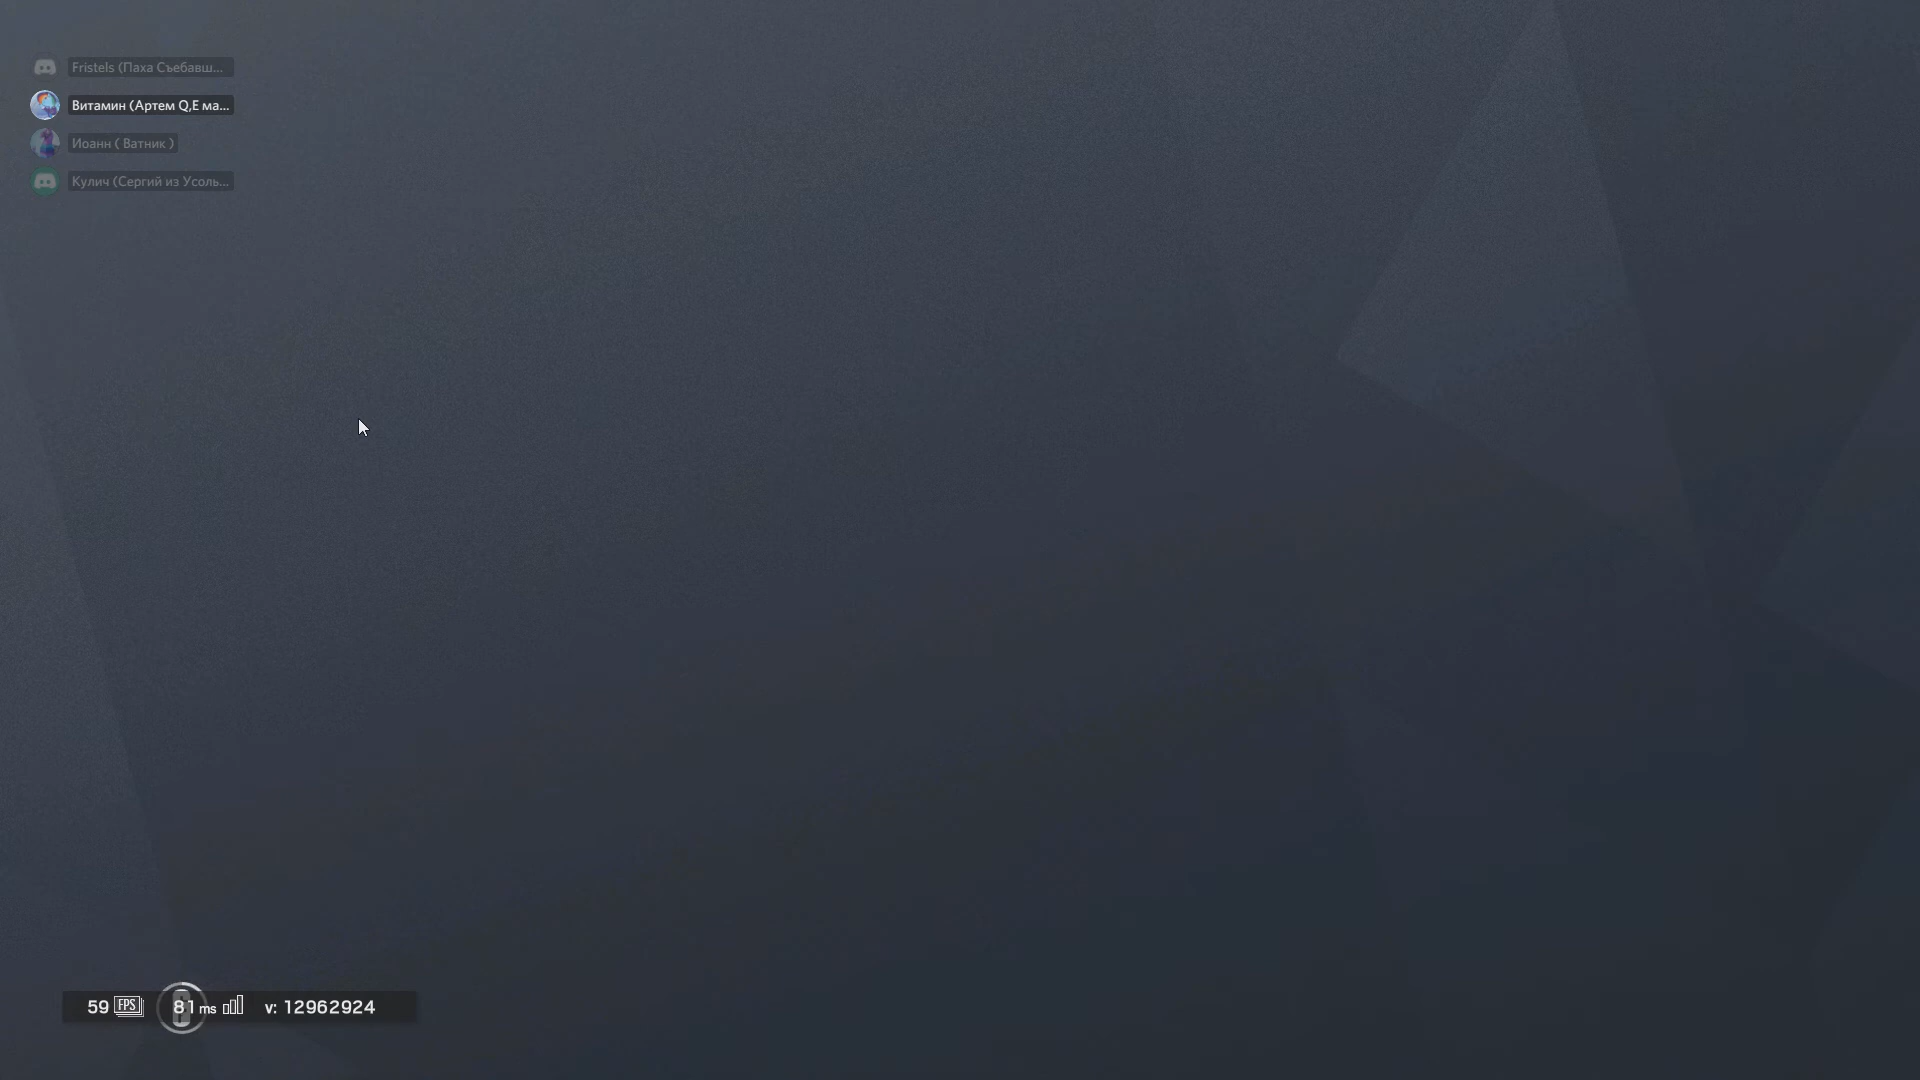 Fristels (Паха Съебавш...
Витамин (Артем Q,E ма...
Иоанн ( Ватник )
Кулич (Сергий из Усоль...
59 FPS 81 ms v: 12962924